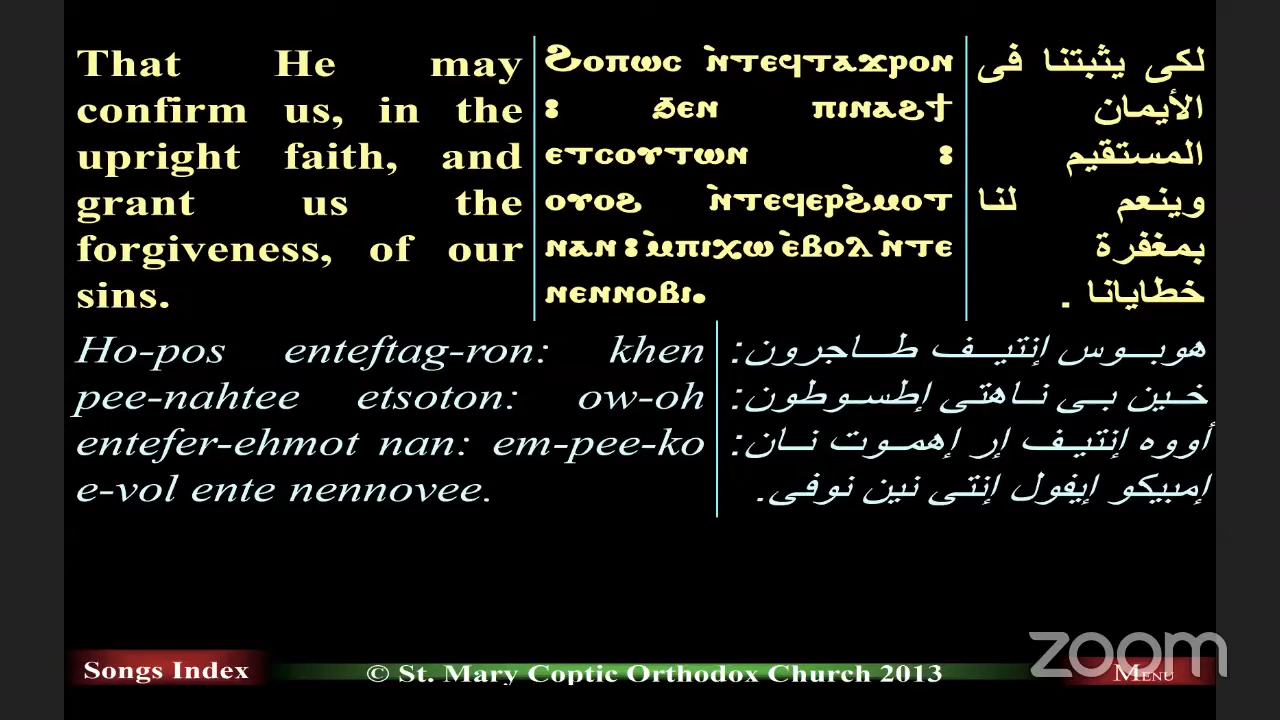 That He may
confirm us, in the
upright faith, and
grant us the
forgiveness, of our
sins.
Ϩⲟⲡⲱⲥ ⲛ̀ⲧⲉϥⲧⲁϫⲣⲟⲛ
: ϧⲉⲛ ⲡⲓⲛⲁϩϯ
ⲉⲧⲥⲟⲩⲧⲱⲛ :
ⲟⲩⲟϩ ⲛ̀ⲧⲉϥⲉⲣϩ̀ⲙⲟⲧ
ⲛⲁⲛ : ⲙ̀ⲡⲓⲭⲱ ⲉ̀ⲃⲟⲗ ⲛ̀ⲧⲉ
ⲛⲉⲛⲛⲟⲃⲓ.
لكى يثبتنا فى
الأيمان
المستقيم
وينعم لنا
بمغفرة
خطايانا .
Ho-pos enteftag-ron: khen
pee-nahtee etsoton: ow-oh
entefer-ehmot nan: em-pee-ko
e-vol ente nennovee.
هوبوس إنتيف طاجرون:
خين بى ناهتى إطسوطون:
أووه إنتيف إر إهموت نان:
إمبيكو إيفول إنتى نين نوفى.
Songs Index
© St. Mary Coptic Orthodox Church 2013
Menu
zoom